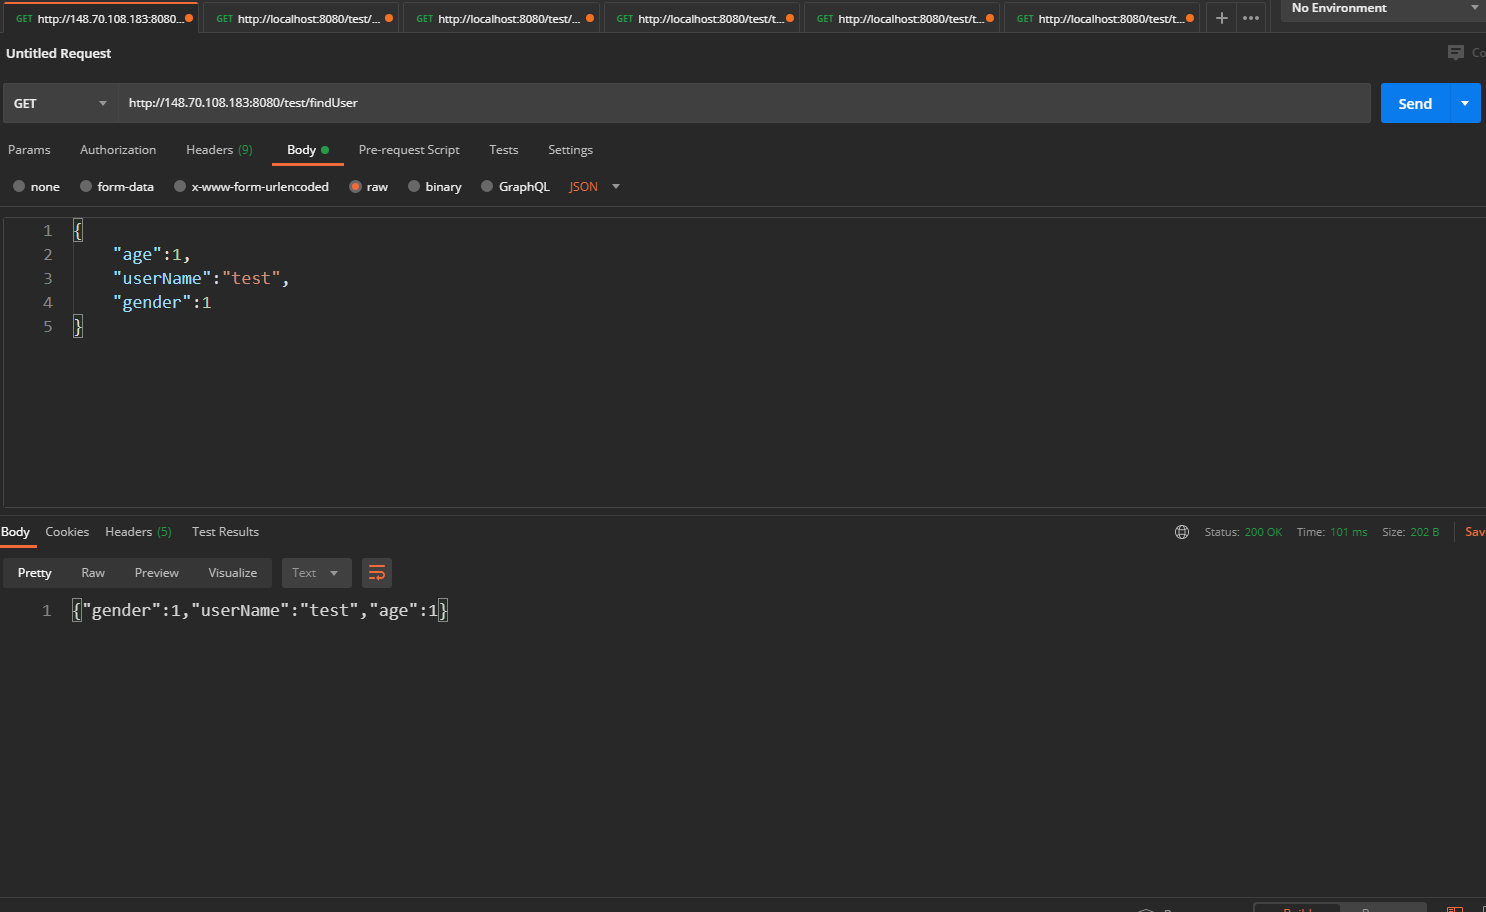 GET http://148.70.108.183:8080... GET http://localhost:8080/test/... GET http://localhost:8080/test/... GET http://localhost:8080/test/t... GET http://localhost:8080/test/t... GET http://localhost:8080/test/t... No Environment
Untitled Request Co
GET http://148.70.108.183:8080/test/findUser Send
Params Authorization Headers (9) Body Pre-request Script Tests Settings
none form-data x-www-form-urlencoded raw binary GraphQL JSON
1 {
2 "age":1,
3 "userName":"test",
4 "gender":1
5 }
Body Cookies Headers (5) Test Results Status: 200 OK Time: 101 ms Size: 202 B Sav
Pretty Raw Preview Visualize Text
1 {"gender":1,"userName":"test","age":1}